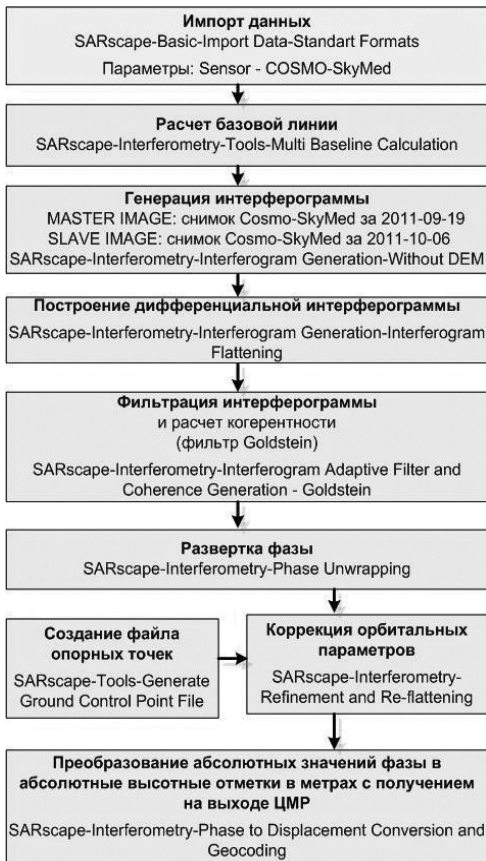 Импорт данных
SARscape-Basic-Import Data-Standart Formats
Параметры: Sensor - COSMO-SkyMed
Расчет базовой линии
SARscape-Interferometry-Tools-Multi Baseline Calculation
Генерация интерферограммы
MASTER IMAGE: снимок Cosmo-SkyMed за 2011-09-19
SLAVE IMAGE: снимок Cosmo-SkyMed за 2011-10-06
SARscape-Interferometry-Interferogram Generation-Without DEM
Построение дифференциальной интерферограммы
SARscape-Interferometry-Interferogram Generation-Interferogram
Flattening
Фильтрация интерферограммы
и расчет когерентности
(фильтр Goldstein)
SARscape-Interferometry-Interferogram Adaptive Filter and
Coherence Generation - Goldstein
Развертка фазы
SARscape-Interferometry-Phase Unwrapping
Создание файла
опорных точек
SARscape-Tools-Generate
Ground Control Point File
Коррекция орбитальных
параметров
SARscape-Interferometry-
Refinement and Re-flattening
Преобразование абсолютных значений фазы в
абсолютные высотные отметки в метрах с получением
на выходе ЦМР
SARscape-Interferometry-Phase to Displacement Conversion and
Geocoding